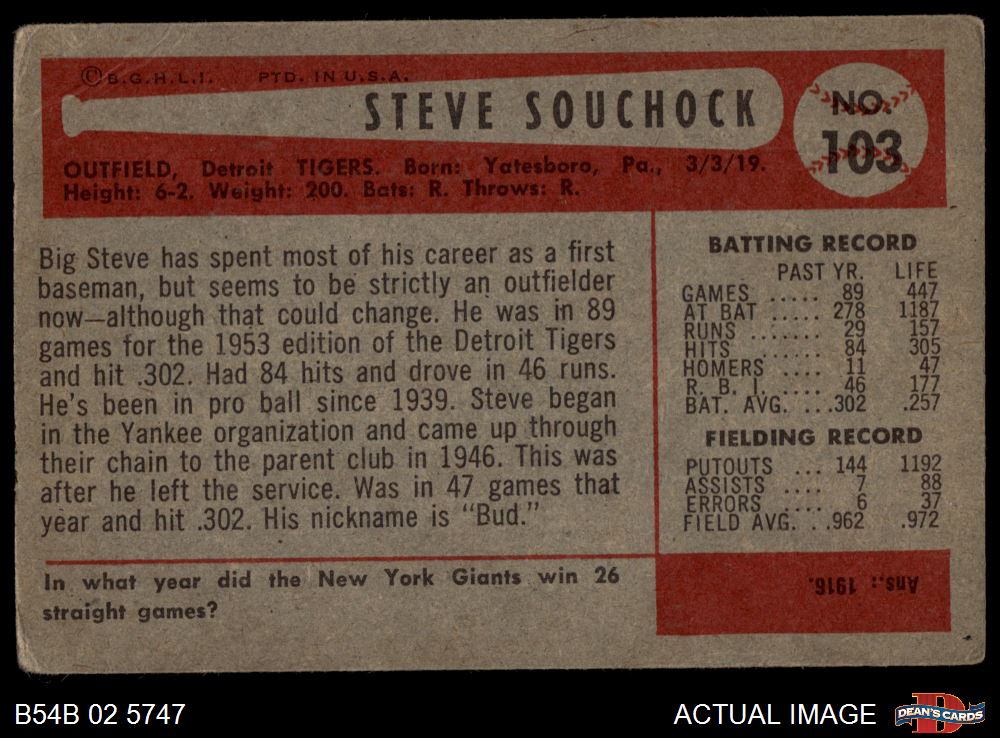 © B.G.H.L.I. PTD. IN U.S.A.
STEVE SOUCHOCK
NO.
103
OUTFIELD, Detroit TIGERS. Born: Yatesboro, Pa., 3/3/19.
Height: 6-2. Weight: 200. Bats: R. Throws: R.
Big Steve has spent most of his career as a first
baseman, but seems to be strictly an outfielder
now—although that could change. He was in 89
games for the 1953 edition of the Detroit Tigers
and hit .302. Had 84 hits and drove in 46 runs.
He's been in pro ball since 1939. Steve began
in the Yankee organization and came up through
their chain to the parent club in 1946. This was
after he left the service. Was in 47 games that
year and hit .302. His nickname is "Bud."
BATTING RECORD
PAST YR. LIFE
GAMES ..... 89 447
AT BAT ..... 278 1187
RUNS ....... 29 157
HITS ....... 84 305
HOMERS .... 11 47
R. B. I. ..... 46 177
BAT. AVG. ...302 .257
FIELDING RECORD
PUTOUTS ... 144 1192
ASSISTS .... 7 88
ERRORS .... 6 37
FIELD AVG. . .962 .972
In what year did the New York Giants win 26
straight games?
Ans.: 1916.
B54B 02 5747
ACTUAL IMAGE
DEAN'S CARDS